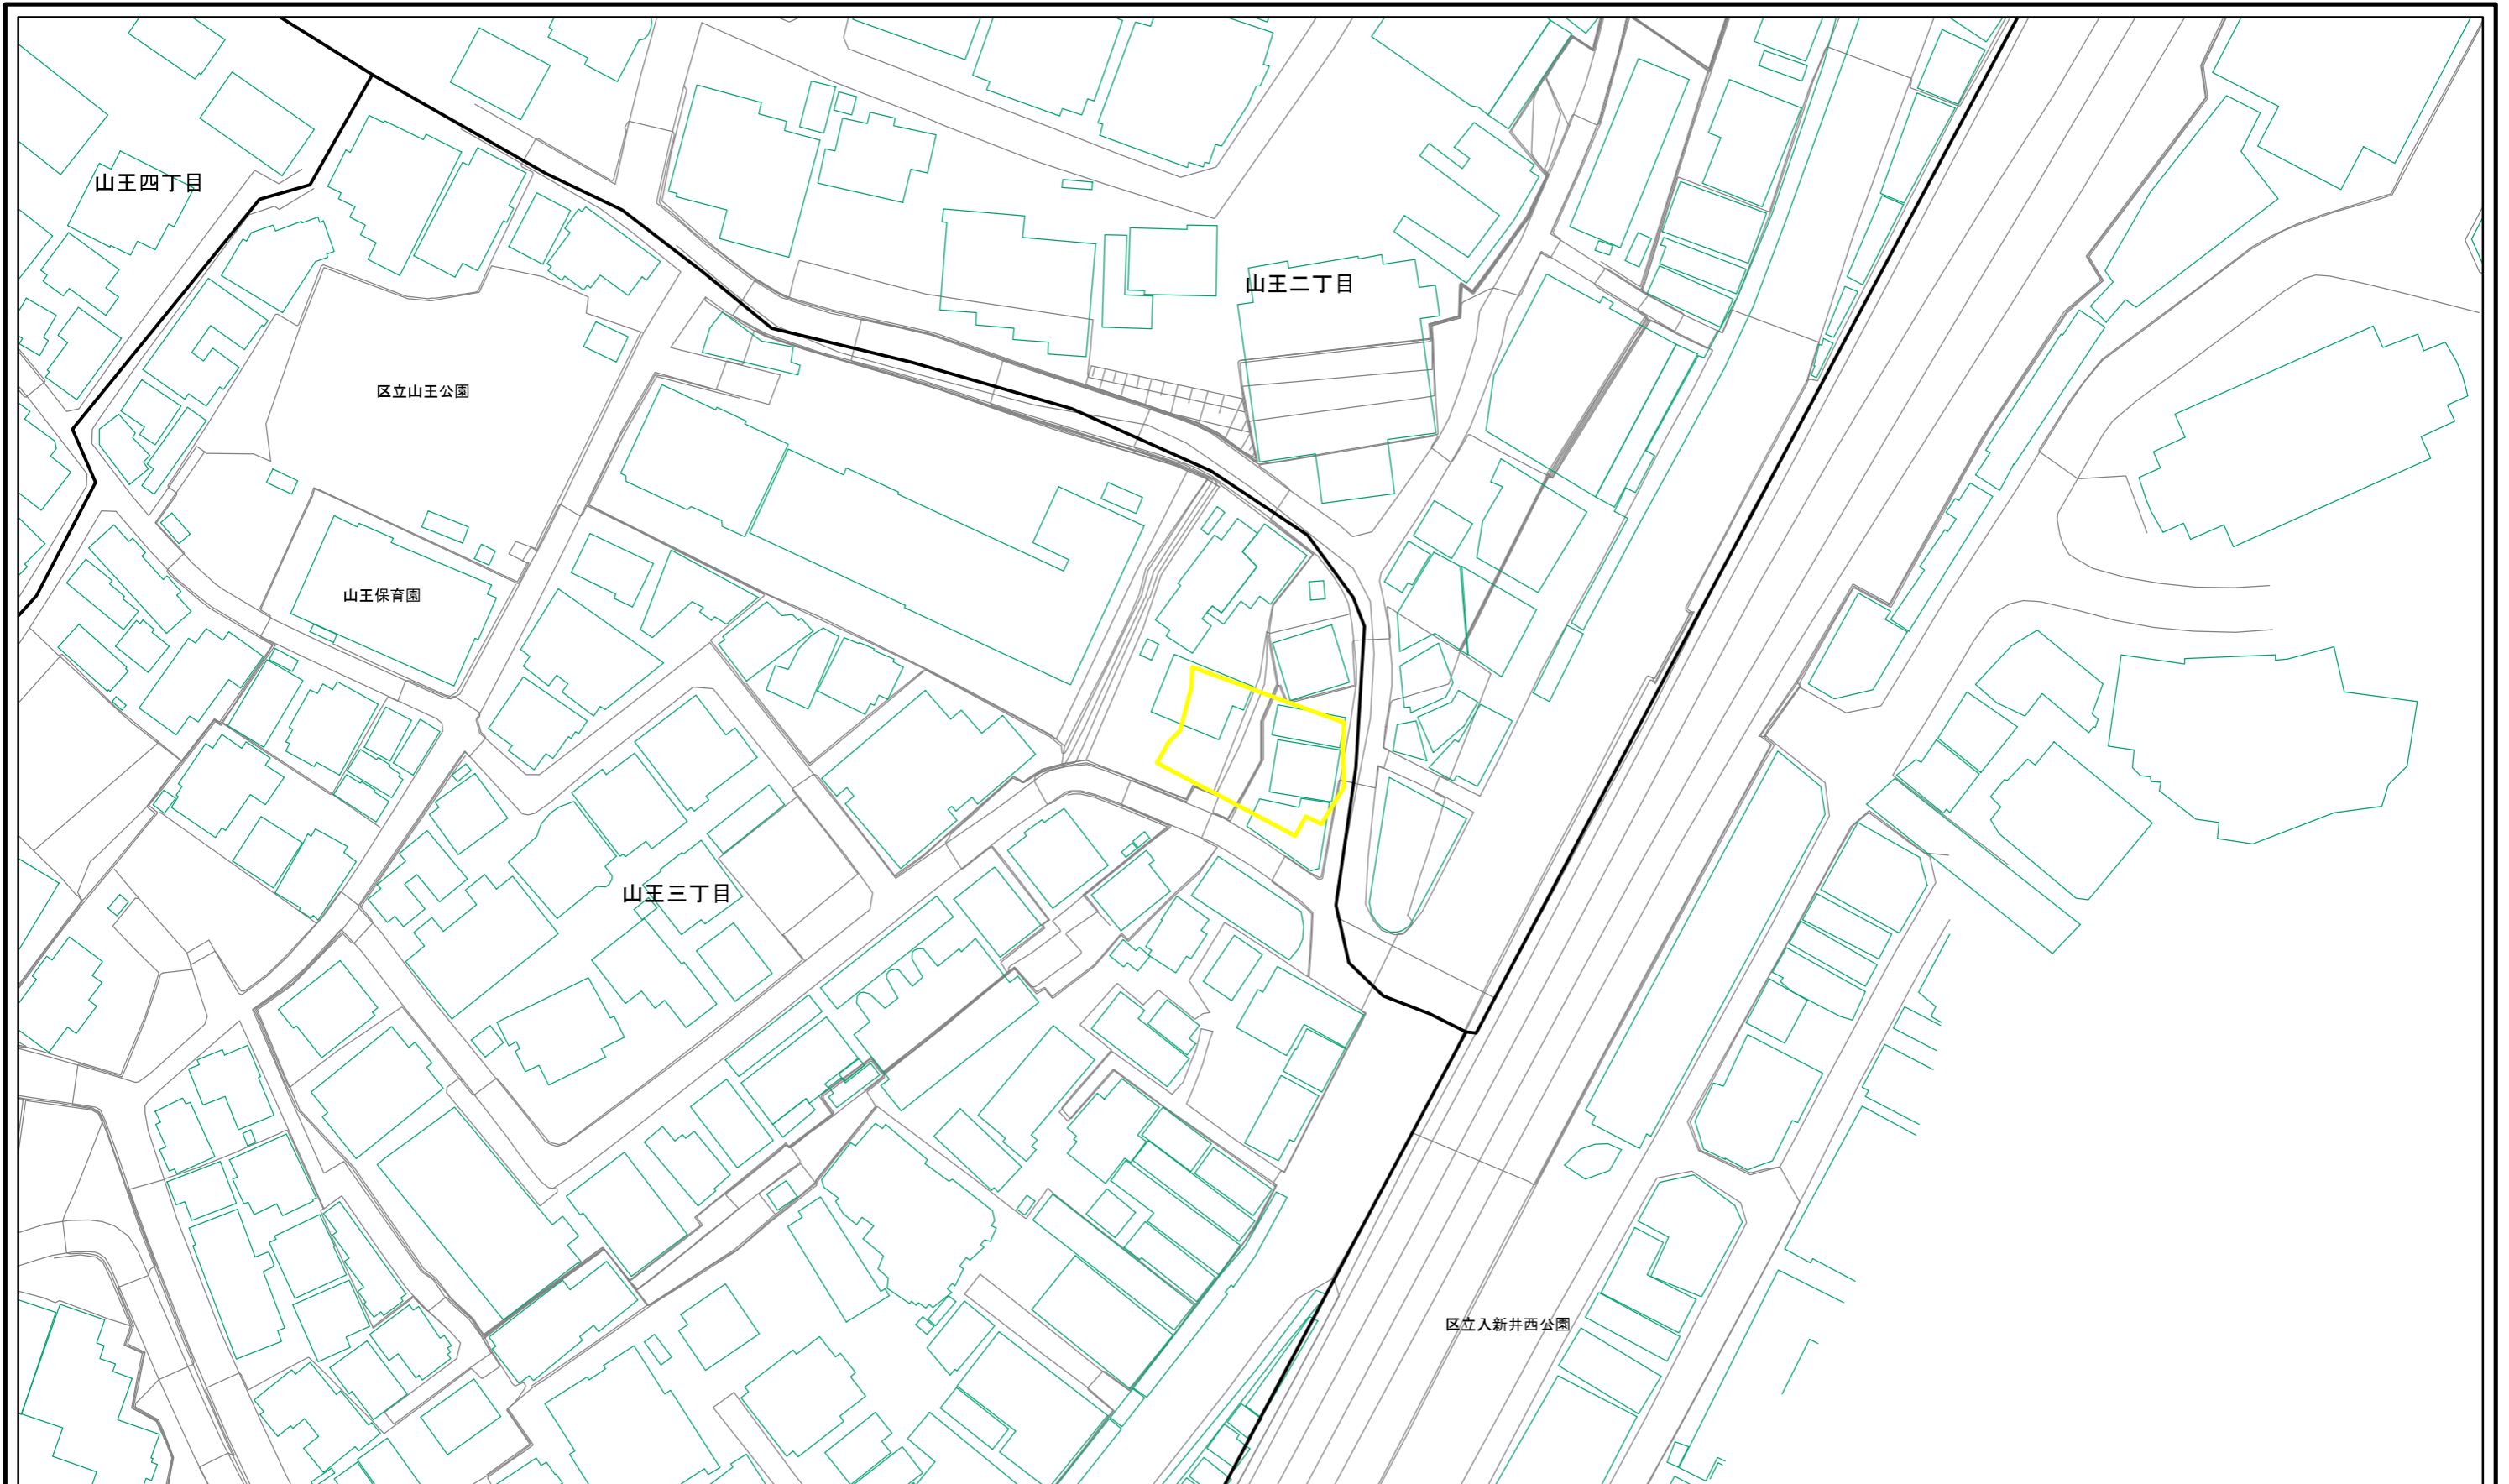 山王四丁目
山王二丁目
区立山王公園
山王保育園
山王三丁目
区立入新井西公園